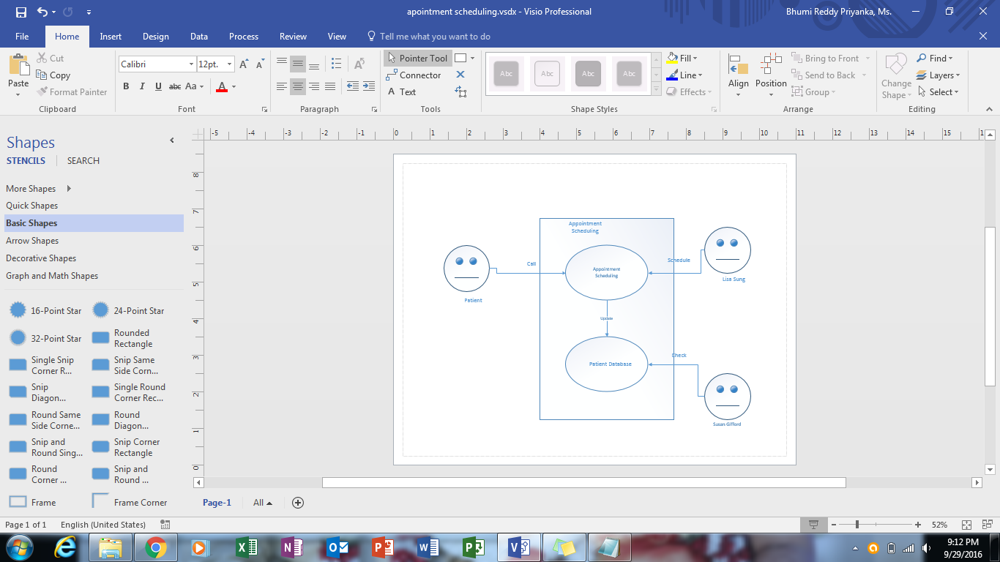 apointment scheduling.vsdx - Visio Professional
Bhumi Reddy Priyanka, Ms.
File Home Insert Design Data Process Review View Tell me what you want to do
Paste
Cut
Copy
Format Painter
Clipboard
Calibri 12pt. A A
B I U abc Aa A
Font
A
Paragraph
Pointer Tool
Connector
A Text
Tools
Abc Abc Abc Abc
Shape Styles
Fill
Line
Effects
Align
Position
Bring to Front
Send to Back
Group
Arrange
Change
Shape
Find
Layers
Select
Editing
Shapes
STENCILS SEARCH
More Shapes
Quick Shapes
Basic Shapes
Arrow Shapes
Decorative Shapes
Graph and Math Shapes
16-Point Star
24-Point Star
32-Point Star
Rounded
Rectangle
Single Snip
Corner R...
Snip Same
Side Corn...
Snip
Diagon...
Single Round
Corner Rec...
Round Same
Side Corne...
Round
Diagon...
Snip and
Round Sing...
Snip Corner
Rectangle
Round
Corner ...
Snip and
Round ...
Frame
Frame Corner
-5 -4 -3 -2 -1 0 1 2 3 4 5 6 7 8 9 10 11 12 13 14 15 1
8
7
6
5
4
3
2
1
0
Appointment
Scheduling
Appointment
Scheduling
Call
Schedule
Patient
Lisa Sung
Update
Patient Database
Check
Susan Gifford
Page-1 All
Page 1 of 1 English (United States)
52%
9:12 PM
9/29/2016